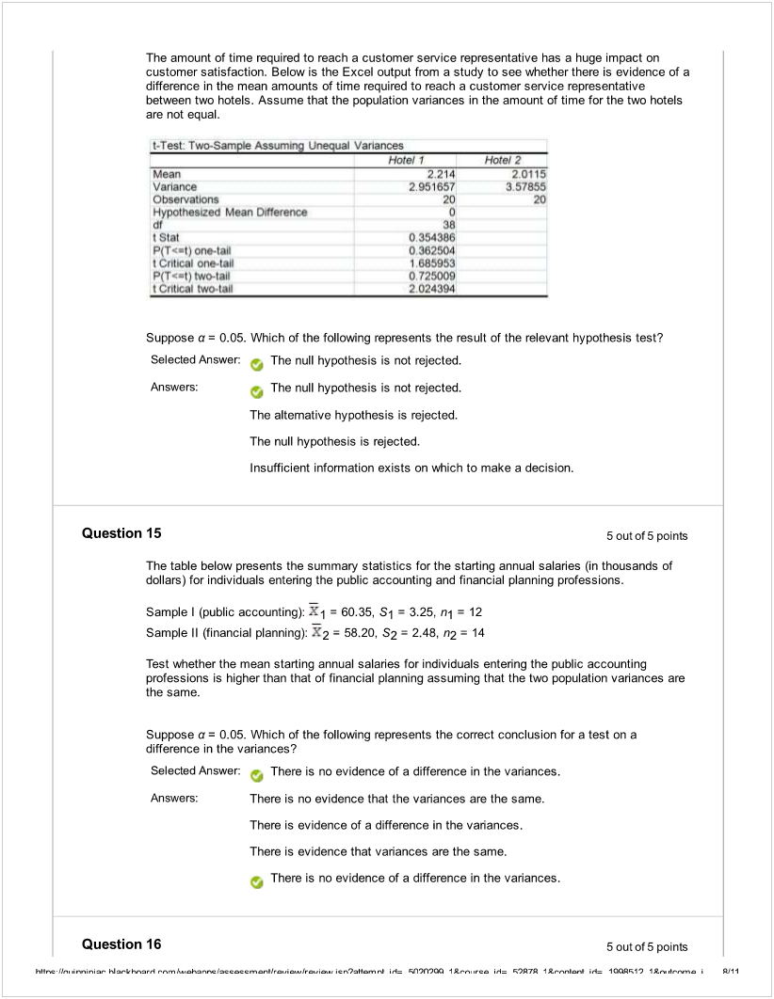 The amount of time required to reach a customer service representative has a huge impact on
customer satisfaction. Below is the Excel output from a study to see whether there is evidence of a
difference in the mean amounts of time required to reach a customer service representative
between two hotels. Assume that the population variances in the amount of time for the two hotels
are not equal.
t-Test: Two-Sample Assuming Unequal Variances
Hotel 1 Hotel 2
Mean 2.214 2.0115
Variance 2.951657 3.57855
Observations 20 20
Hypothesized Mean Difference 0
df 38
t Stat 0.354386
P(T<=t) one-tail 0.362504
t Critical one-tail 1.685953
P(T<=t) two-tail 0.725009
t Critical two-tail 2.024394
Suppose α = 0.05. Which of the following represents the result of the relevant hypothesis test?
Selected Answer: The null hypothesis is not rejected.
Answers: The null hypothesis is not rejected.
The alternative hypothesis is rejected.
The null hypothesis is rejected.
Insufficient information exists on which to make a decision.
Question 15 5 out of 5 points
The table below presents the summary statistics for the starting annual salaries (in thousands of
dollars) for individuals entering the public accounting and financial planning professions.
Sample I (public accounting): X̅1 = 60.35, S1 = 3.25, n1 = 12
Sample II (financial planning): X̅2 = 58.20, S2 = 2.48, n2 = 14
Test whether the mean starting annual salaries for individuals entering the public accounting
professions is higher than that of financial planning assuming that the two population variances are
the same.
Suppose α = 0.05. Which of the following represents the correct conclusion for a test on a
difference in the variances?
Selected Answer: There is no evidence of a difference in the variances.
Answers: There is no evidence that the variances are the same.
There is evidence of a difference in the variances.
There is evidence that variances are the same.
There is no evidence of a difference in the variances.
Question 16 5 out of 5 points
https://quinnipiac.blackboard.com/webapps/assessment/review/review.jsp?attempt_id=_5020299_1&course_id=_52878_1&content_id=_1998512_1&outcome_i... 8/11